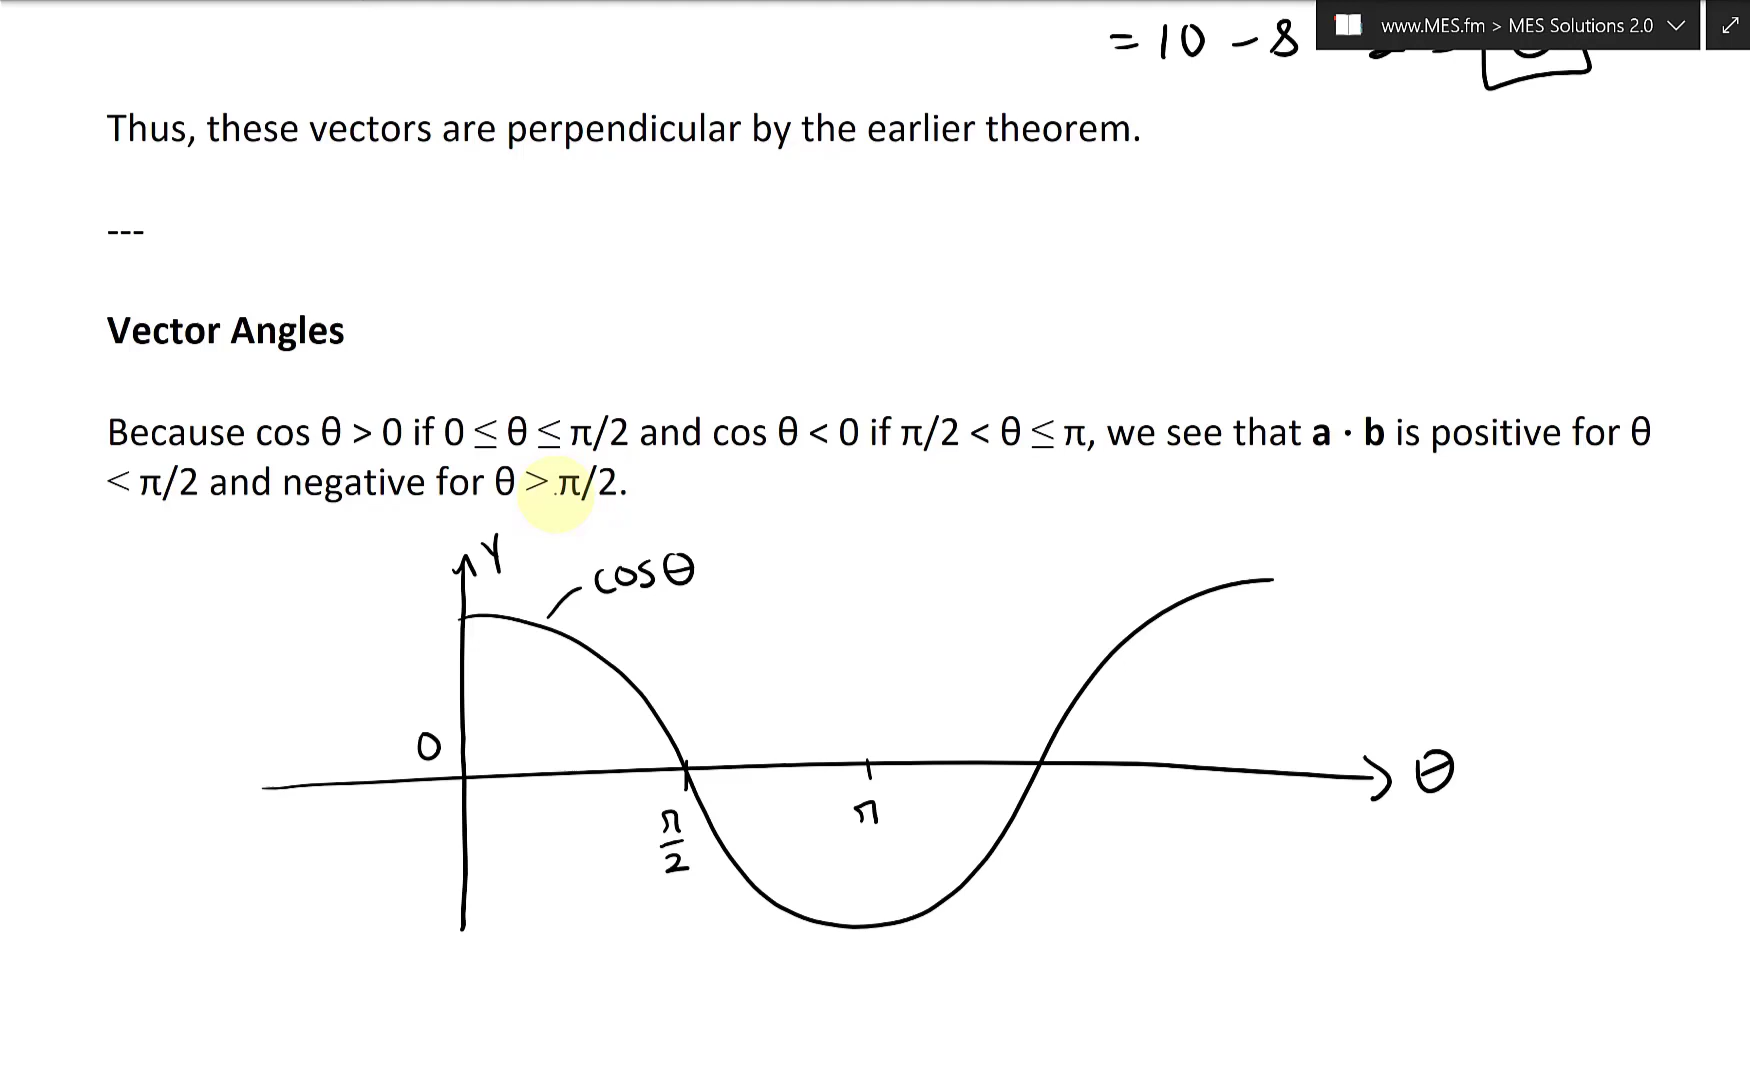 = 10 - 8
www.MES.fm > MES Solutions 2.0
Thus, these vectors are perpendicular by the earlier theorem.
---
Vector Angles
Because cos θ > 0 if 0 ≤ θ ≤ π/2 and cos θ < 0 if π/2 < θ ≤ π, we see that a · b is positive for θ
< π/2 and negative for θ > π/2.
Y
cosθ
0
θ
π
π/2